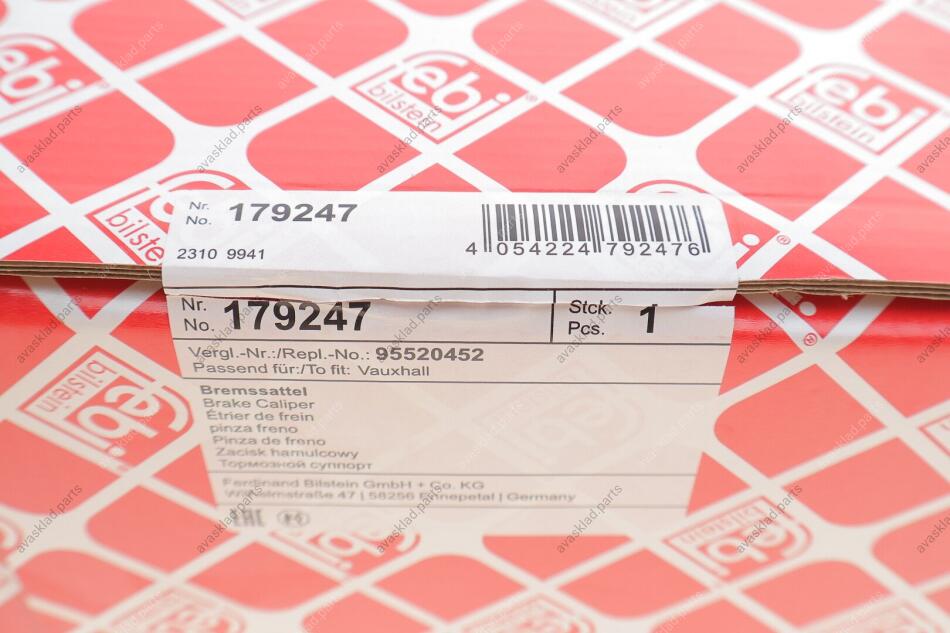 febi
bilstein
Nr.
No. 179247
2310 9941
4 054224 792476
Nr.
No. 179247
Stck.
Pcs. 1
Vergl.-Nr.:/Repl.-No.: 95520452
Passend für:/To fit: Vauxhall
Bremssattel
Brake Caliper
Étrier de frein
pinza freno
Pinza de freno
Zacisk hamulcowy
Тормозной суппорт
Ferdinand Bilstein GmbH + Co. KG
Wilhelmstraße 47 | 58256 Ennepetal | Germany
EAC
avasklad.parts